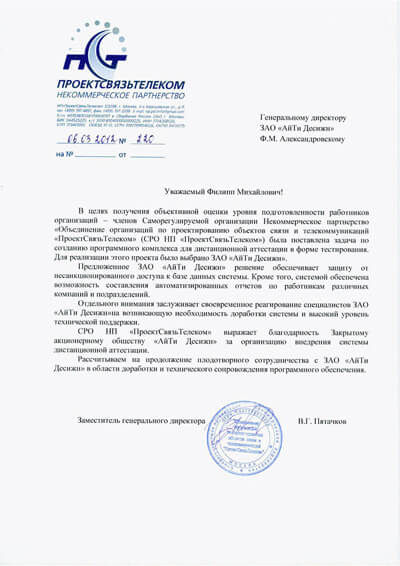 ПСТ
ПРОЕКТСВЯЗЬТЕЛЕКОМ
НЕКОММЕРЧЕСКОЕ ПАРТНЕРСТВО
06.03.2012 № 220
на № от
Генеральному директору
ЗАО «АйТи Десижн»
Ф.М. Александровскому
Уважаемый Филипп Михайлович!
В целях получения объективной оценки уровня подготовленности работников
организаций – членов Саморегулируемой организации Некоммерческое партнерство
«Объединение организаций по проектированию объектов связи и телекоммуникаций
«ПроектСвязьТелеком» (СРО НП «ПроектСвязьТелеком») была поставлена задача по
созданию программного комплекса для дистанционной аттестации в форме тестирования.
Для реализации этого проекта было выбрано ЗАО «АйТи Десижн».
Предложенное ЗАО «АйТи Десижн» решение обеспечивает защиту от
несанкционированного доступа к базе данных системы. Кроме того, системой обеспечена
возможность составления автоматизированных отчетов по работникам различных
компаний и подразделений.
Отдельного внимания заслуживает своевременное реагирование специалистов ЗАО
«АйТи Десижн»на возникающую необходимость доработки системы и высокий уровень
технической поддержки.
СРО НП «ПроектСвязьТелеком» выражает благодарность Закрытому
акционерному обществу «АйТи Десижн» за организацию внедрения системы
дистанционной аттестации.
Рассчитываем на продолжение плодотворного сотрудничества с ЗАО «АйТи
Десижн» в области доработки и технического сопровождения программного обеспечения.
Заместитель генерального директора В.Г. Пятачков